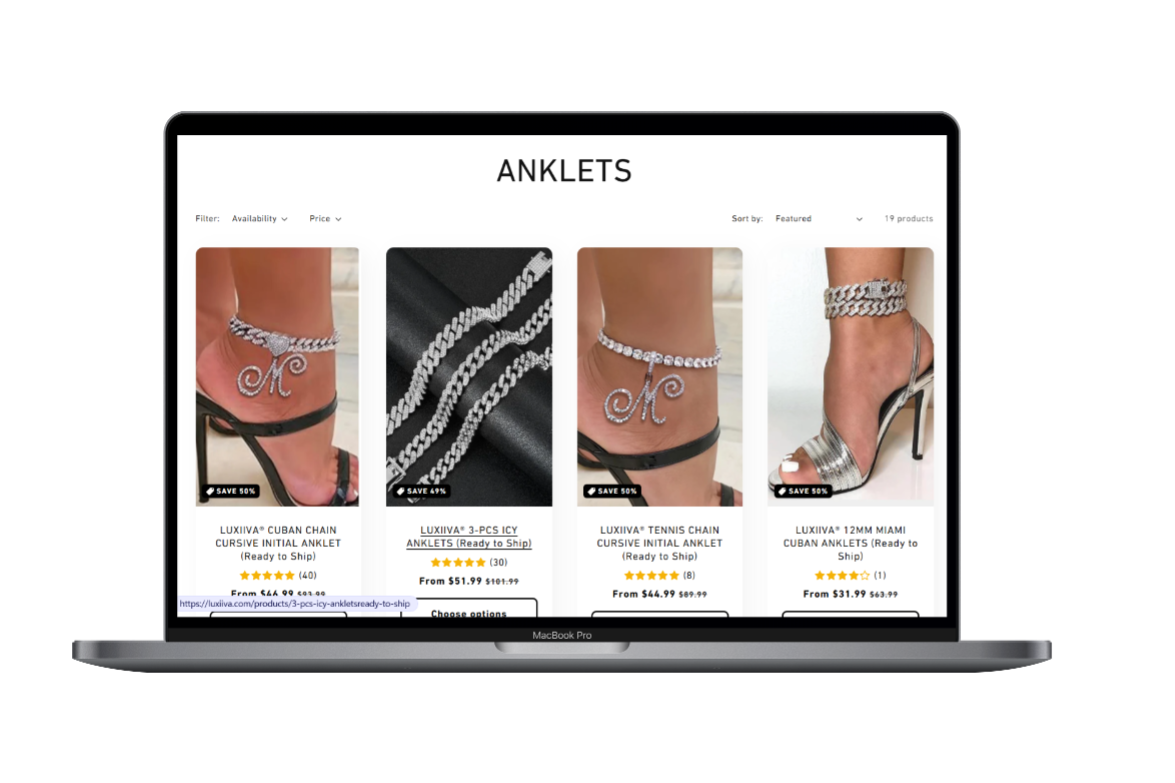 ANKLETS
Filter: Availability Price
Sort by: Featured 19 products
SAVE 50%
SAVE 49%
SAVE 50%
SAVE 50%
LUXIIVA® CUBAN CHAIN
CURSIVE INITIAL ANKLET
(Ready to Ship)
(40)
From $46.99 $93.99
LUXIIVA® 3-PCS ICY
ANKLETS (Ready to Ship)
(30)
From $51.99 $101.99
Choose options
LUXIIVA® TENNIS CHAIN
CURSIVE INITIAL ANKLET
(Ready to Ship)
(8)
From $44.99 $89.99
LUXIIVA® 12MM MIAMI
CUBAN ANKLETS (Ready to
Ship)
(1)
From $31.99 $63.99
https://luxiiva.com/products/3-pcs-icy-ankletsready-to-ship
MacBook Pro